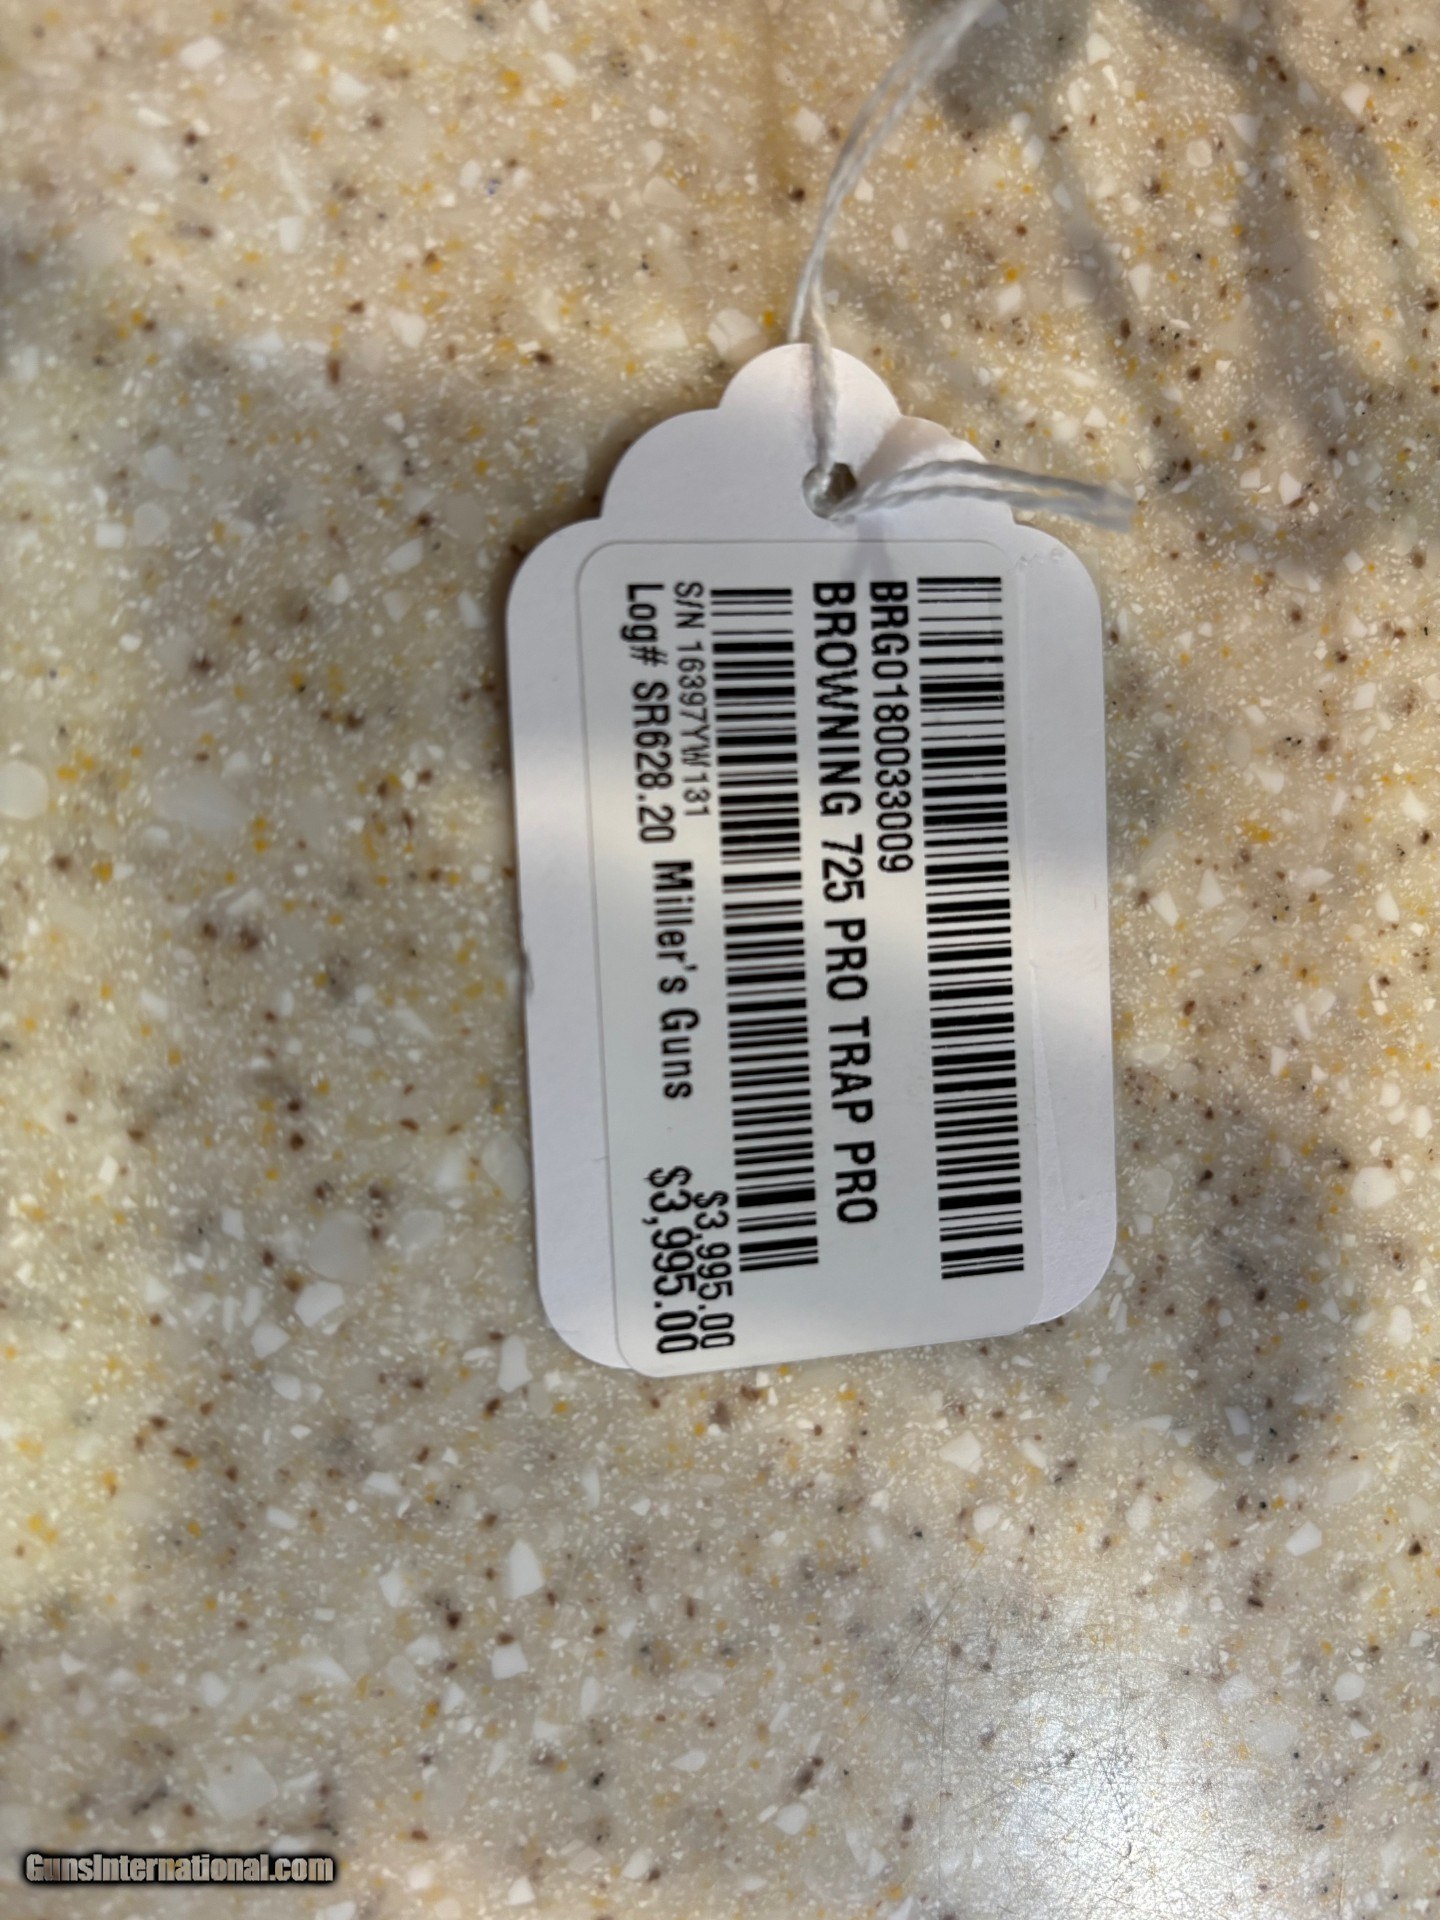 BRG018003309
BROWNING 725 PRO TRAP PRO
S/N 16397YW131
$3,995.00
Log# SR628.20 Miller's Guns $3,995.00
GunsInternational.com